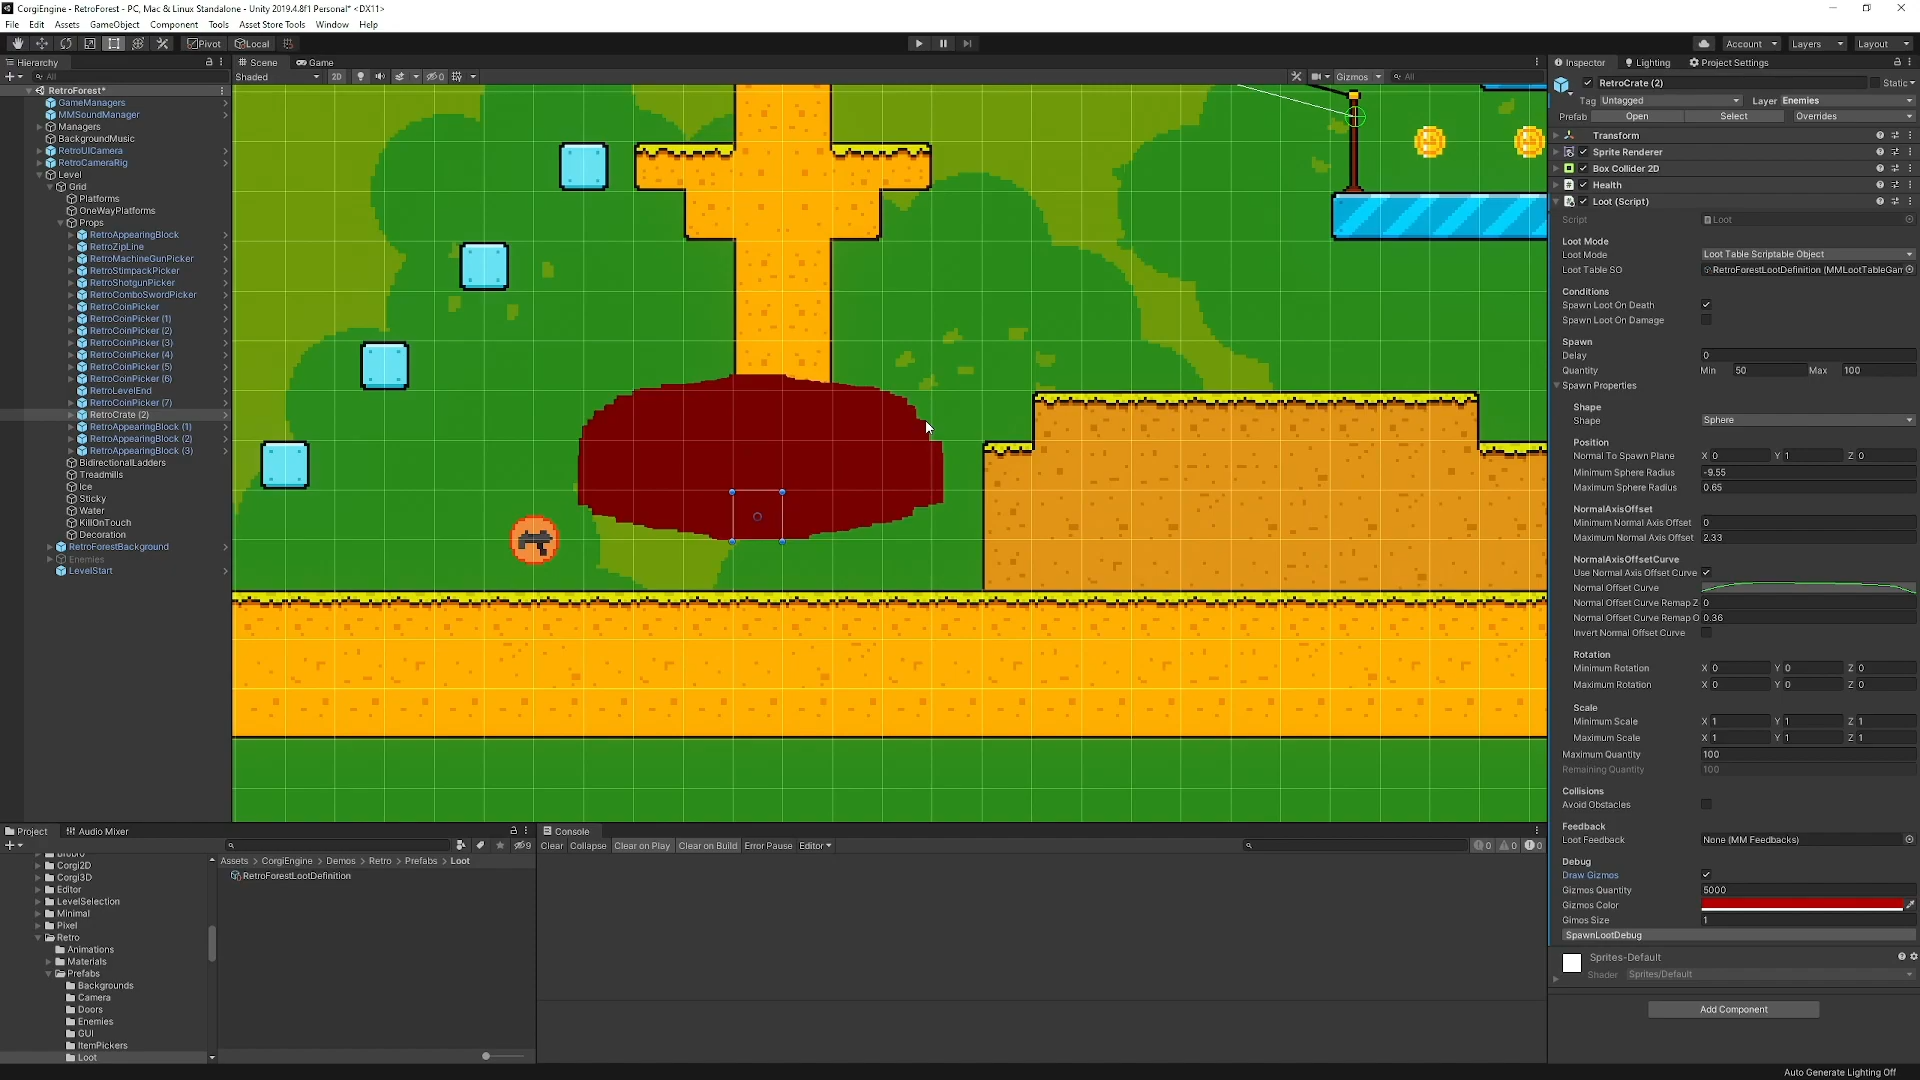 CorgiEngine - RetroForest - PC, Mac & Linux Standalone - Unity 2019.4.8f1 Personal* <DX11>
File Edit Assets GameObject Component Tools Asset Store Tools Window Help
Pivot Local Account Layers Layout
Hierarchy
All
RetroForest*
GameManagers
MMSoundManager
Managers
BackgroundMusic
RetroUICamera
RetroCameraRig
Level
Grid
Platforms
OneWayPlatforms
Props
RetroAppearingBlock
RetroZipLine
RetroMachineGunPicker
RetroStimpackPicker
RetroShotgunPicker
RetroComboSwordPicker
RetroCoinPicker
RetroCoinPicker (1)
RetroCoinPicker (2)
RetroCoinPicker (3)
RetroCoinPicker (4)
RetroCoinPicker (5)
RetroCoinPicker (6)
RetroLevelEnd
RetroCoinPicker (7)
RetroCrate (2)
RetroAppearingBlock (1)
RetroAppearingBlock (2)
RetroAppearingBlock (3)
BidirectionalLadders
Treadmills
Ice
Sticky
Water
KillOnTouch
Decoration
RetroForestBackground
Enemies
LevelStart
Scene Game
Shaded 2D 0 Gizmos All
Inspector Lighting Project Settings
RetroCrate (2) Static
Tag Untagged Layer Enemies
Prefab Open Select Overrides
Transform
Sprite Renderer
Box Collider 2D
Health
Loot (Script)
Script Loot
Loot Mode
Loot Mode Loot Table Scriptable Object
Loot Table SO RetroForestLootDefinition (MMLootTableGam
Conditions
Spawn Loot On Death
Spawn Loot On Damage
Spawn
Delay 0
Quantity Min 50 Max 100
Spawn Properties
Shape
Shape Sphere
Position
Normal To Spawn Plane X 0 Y 1 Z 0
Minimum Sphere Radius -9.55
Maximum Sphere Radius 0.65
NormalAxisOffset
Minimum Normal Axis Offset 0
Maximum Normal Axis Offset 2.33
NormalAxisOffsetCurve
Use Normal Axis Offset Curve
Normal Offset Curve
Normal Offset Curve Remap Z 0
Normal Offset Curve Remap O 0.36
Invert Normal Offset Curve
Rotation
Minimum Rotation X 0 Y 0 Z 0
Maximum Rotation X 0 Y 0 Z 0
Scale
Minimum Scale X 1 Y 1 Z 1
Maximum Scale X 1 Y 1 Z 1
Maximum Quantity 100
Remaining Quantity 100
Collisions
Avoid Obstacles
Feedback
Loot Feedback None (MM Feedbacks)
Debug
Draw Gizmos
Gizmos Quantity 5000
Gizmos Color
Gimos Size 1
SpawnLootDebug
Sprites-Default
Shader Sprites/Default
Add Component
Project Audio Mixer
9
Corgi2D
Corgi3D
Editor
LevelSelection
Minimal
Pixel
Retro
Animations
Materials
Prefabs
Backgrounds
Camera
Doors
Enemies
GUI
ItemPickers
Loot
Assets > CorgiEngine > Demos > Retro > Prefabs > Loot
RetroForestLootDefinition
Console
Clear Collapse Clear on Play Clear on Build Error Pause Editor 0 0 0
Auto Generate Lighting Off